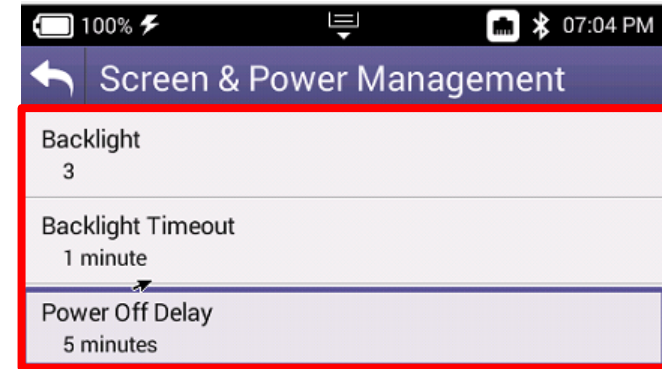 100% 07:04 PM
Screen & Power Management
Backlight
3
Backlight Timeout
1 minute
Power Off Delay
5 minutes